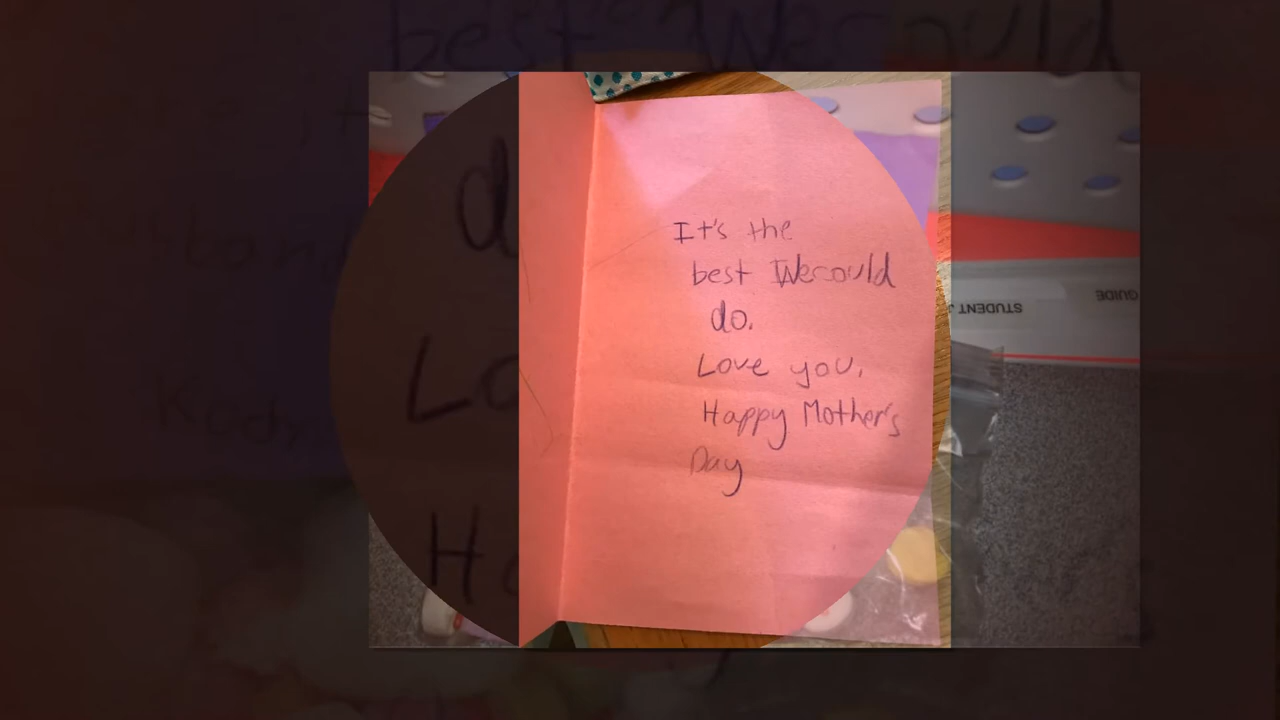 It's the
best We could
do.
Love you,
Happy Mother's
Day
STUDENT
GUIDE